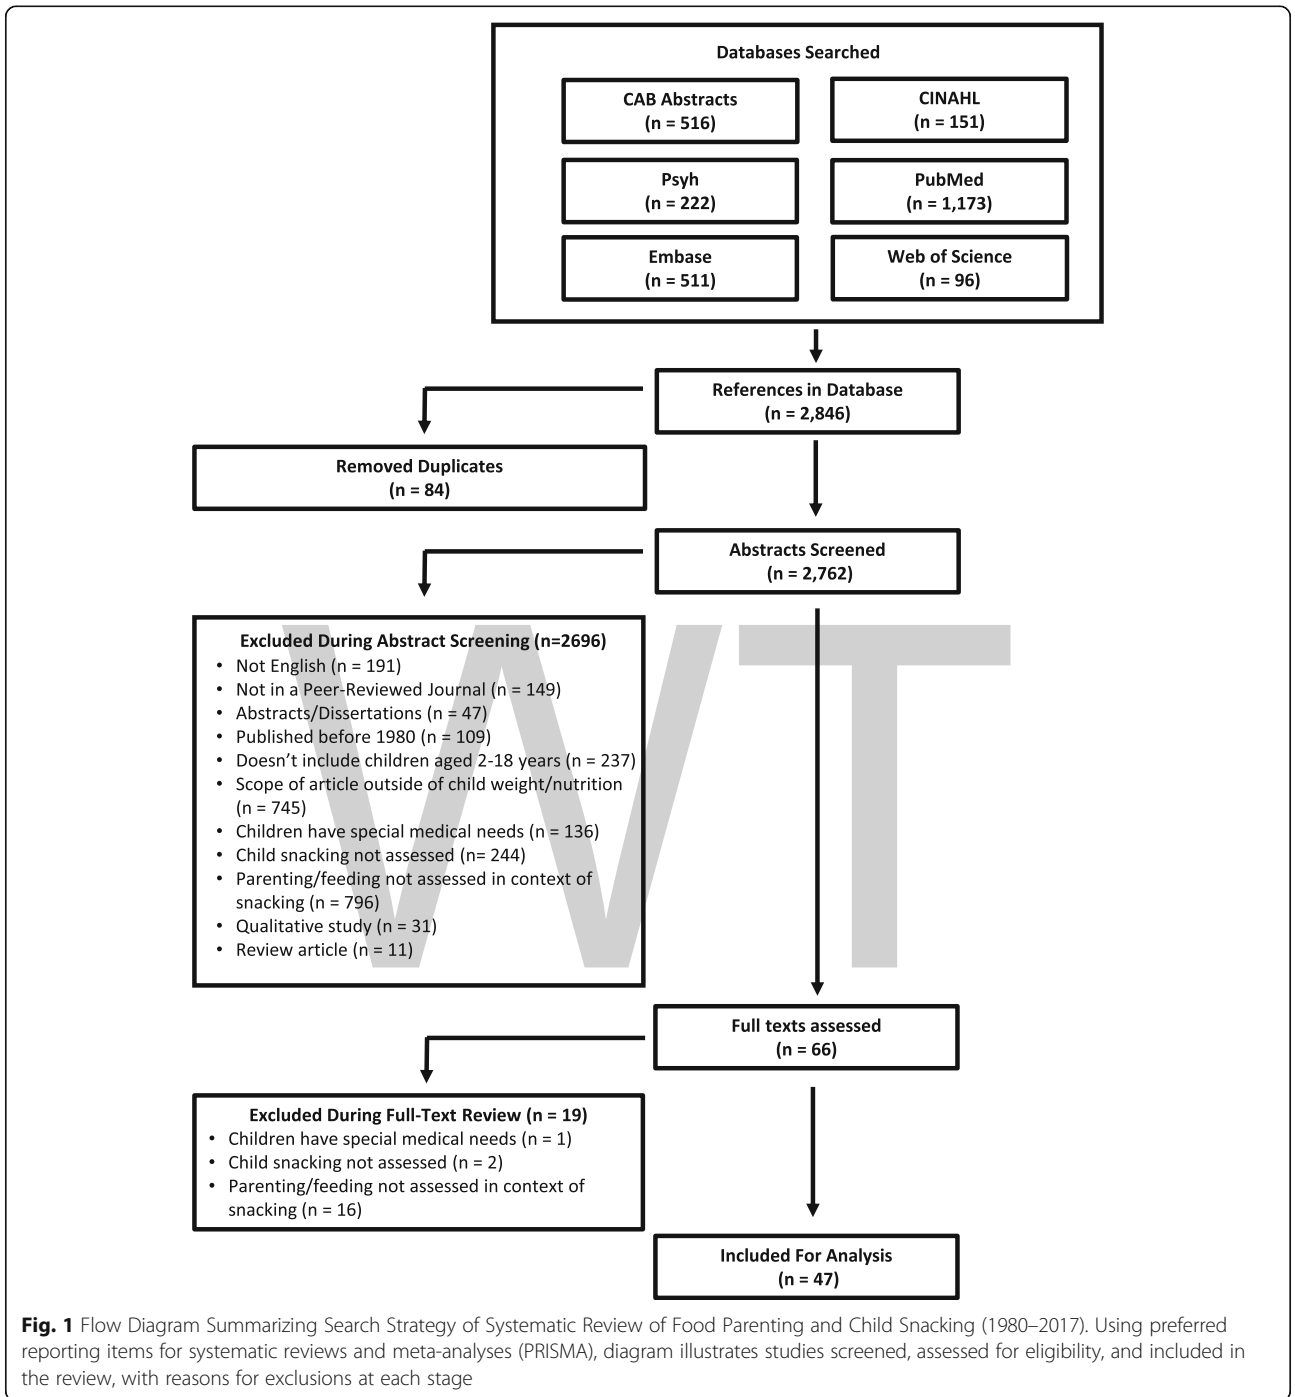 Databases Searched
CAB Abstracts
(n = 516)
CINAHL
(n = 151)
Psyh
(n = 222)
PubMed
(n = 1,173)
Embase
(n = 511)
Web of Science
(n = 96)
References in Database
(n = 2,846)
Removed Duplicates
(n = 84)
Abstracts Screened
(n = 2,762)
Excluded During Abstract Screening (n=2696)
• Not English (n = 191)
• Not in a Peer-Reviewed Journal (n = 149)
• Abstracts/Dissertations (n = 47)
• Published before 1980 (n = 109)
• Doesn't include children aged 2-18 years (n = 237)
• Scope of article outside of child weight/nutrition
(n = 745)
• Children have special medical needs (n = 136)
• Child snacking not assessed (n= 244)
• Parenting/feeding not assessed in context of
snacking (n = 796)
• Qualitative study (n = 31)
• Review article (n = 11)
WT
Full texts assessed
(n = 66)
Excluded During Full-Text Review (n = 19)
• Children have special medical needs (n = 1)
• Child snacking not assessed (n = 2)
• Parenting/feeding not assessed in context of
snacking (n = 16)
Included For Analysis
(n = 47)
Fig. 1 Flow Diagram Summarizing Search Strategy of Systematic Review of Food Parenting and Child Snacking (1980–2017). Using preferred
reporting items for systematic reviews and meta-analyses (PRISMA), diagram illustrates studies screened, assessed for eligibility, and included in
the review, with reasons for exclusions at each stage